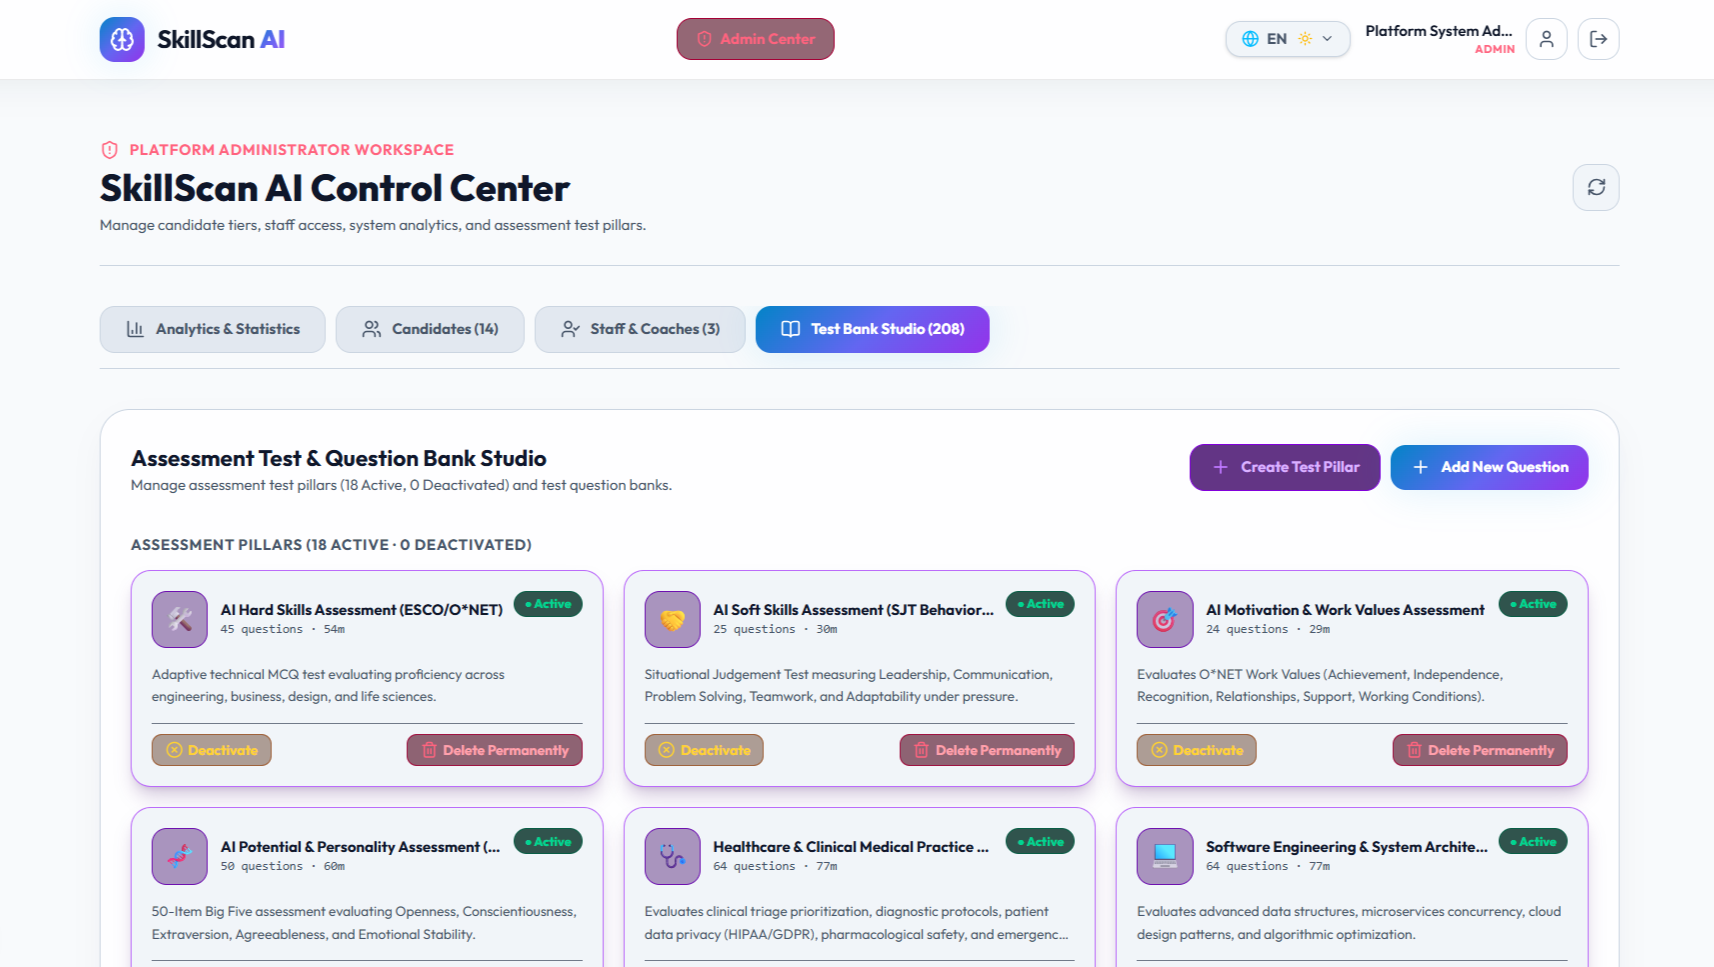 SkillScan AI
Admin Center
EN
Platform System Ad...
ADMIN
PLATFORM ADMINISTRATOR WORKSPACE
SkillScan AI Control Center
Manage candidate tiers, staff access, system analytics, and assessment test pillars.
Analytics & Statistics
Candidates (14)
Staff & Coaches (3)
Test Bank Studio (208)
Assessment Test & Question Bank Studio
Manage assessment test pillars (18 Active, 0 Deactivated) and test question banks.
+ Create Test Pillar
+ Add New Question
ASSESSMENT PILLARS (18 ACTIVE · 0 DEACTIVATED)
AI Hard Skills Assessment (ESCO/O*NET)
● Active
45 questions · 54m
Adaptive technical MCQ test evaluating proficiency across
engineering, business, design, and life sciences.
Deactivate
Delete Permanently
AI Soft Skills Assessment (SJT Behavior...
● Active
25 questions · 30m
Situational Judgement Test measuring Leadership, Communication,
Problem Solving, Teamwork, and Adaptability under pressure.
Deactivate
Delete Permanently
AI Motivation & Work Values Assessment
● Active
24 questions · 29m
Evaluates O*NET Work Values (Achievement, Independence,
Recognition, Relationships, Support, Working Conditions).
Deactivate
Delete Permanently
AI Potential & Personality Assessment (...
● Active
50 questions · 60m
50-Item Big Five assessment evaluating Openness, Conscientiousness,
Extraversion, Agreeableness, and Emotional Stability.
Healthcare & Clinical Medical Practice ...
● Active
64 questions · 77m
Evaluates clinical triage prioritization, diagnostic protocols, patient
data privacy (HIPAA/GDPR), pharmacological safety, and emergenc...
Software Engineering & System Archite...
● Active
64 questions · 77m
Evaluates advanced data structures, microservices concurrency, cloud
design patterns, and algorithmic optimization.